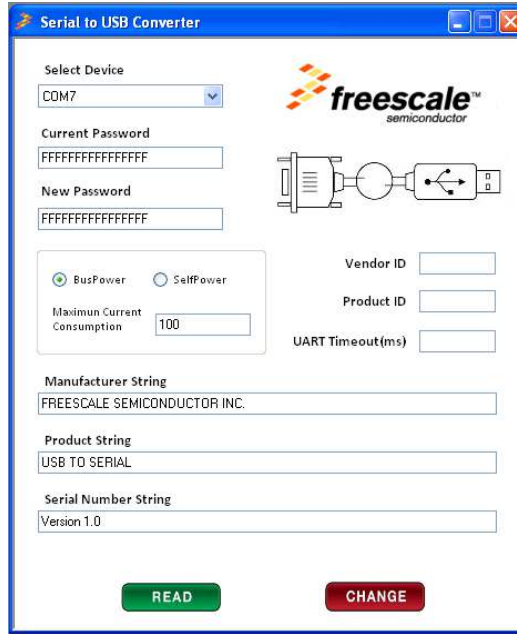 Serial to USB Converter
Select Device
COM7
freescale™
semiconductor
Current Password
FFFFFFFFFFFFFFFF
New Password
FFFFFFFFFFFFFFFF
BusPower
SelfPower
Maximun Current
Consumption
100
Vendor ID
Product ID
UART Timeout(ms)
Manufacturer String
FREESCALE SEMICONDUCTOR INC.
Product String
USB TO SERIAL
Serial Number String
Version 1.0
READ
CHANGE